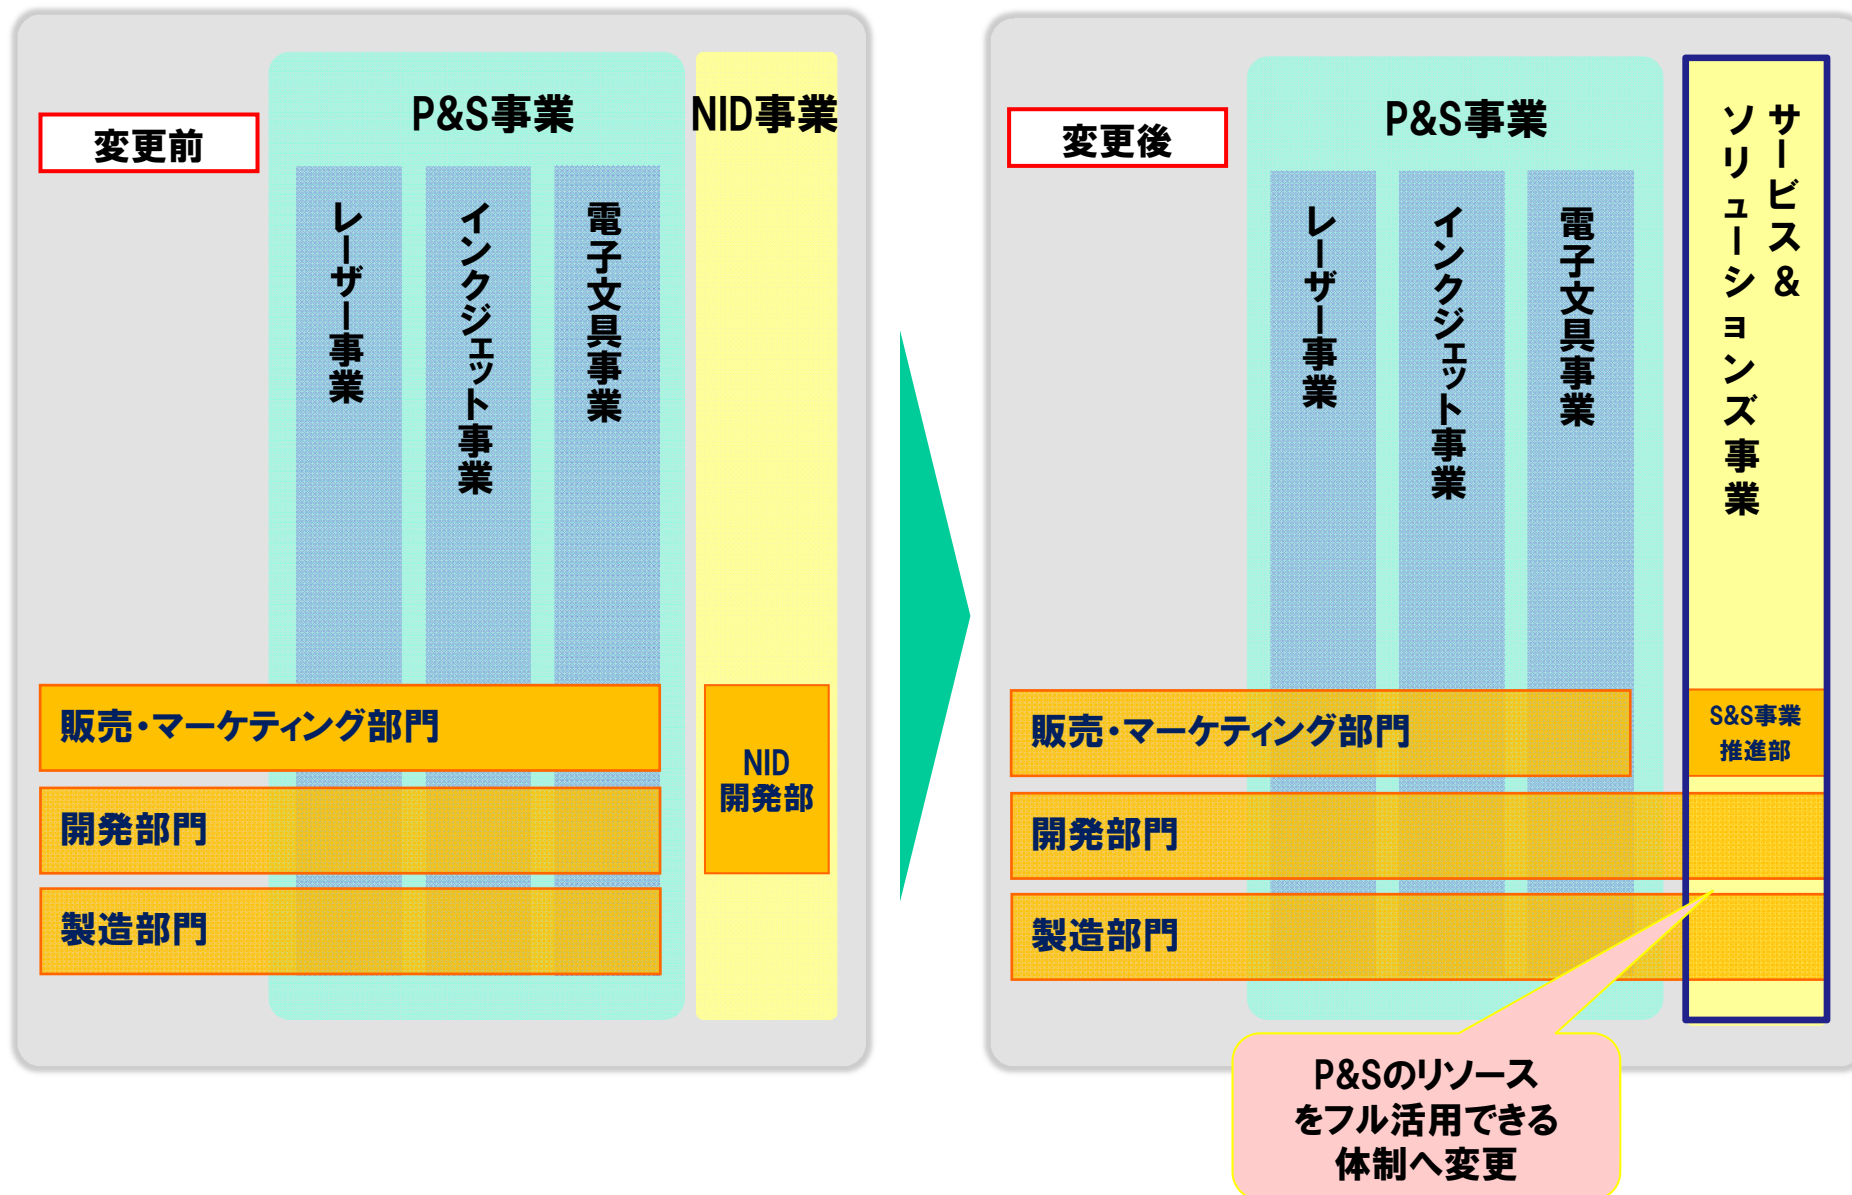 変更前
P&S事業
NID事業
レーザー事業
インクジェット事業
電子文具事業
販売・マーケティング部門
開発部門
製造部門
NID
開発部
変更後
P&S事業
サービス&
ソリューションズ事業
レーザー事業
インクジェット事業
電子文具事業
販売・マーケティング部門
S&S事業
推進部
開発部門
製造部門
P&Sのリソース
をフル活用できる
体制へ変更